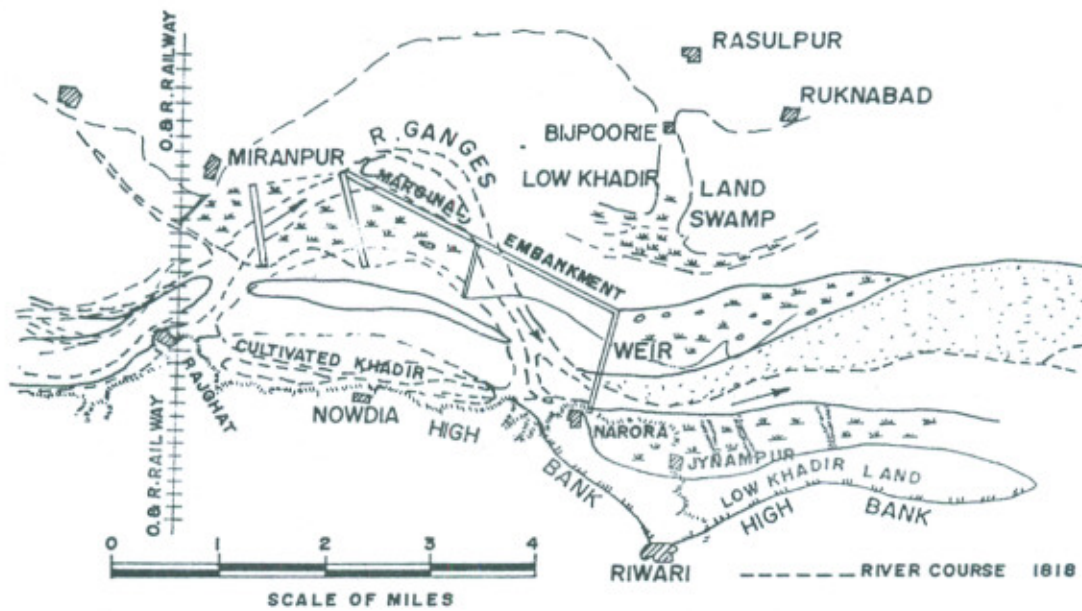 O. & R. RAILWAY
RASULPUR
RUKNABAD
BIJPOORIE
R. GANGES
MIRANPUR
LOW KHADIR
LAND
SWAMP
MARGINAL
EMBANKMENT
WEIR
CULTIVATED KHADIR
RAJGHAT
NOWDIA
HIGH
BANK
NARORA
JYNAMPUR
LOW KHADIR LAND
HIGH
BANK
O. & R. RAILWAY
RIWARI
0 1 2 3 4
SCALE OF MILES
RIVER COURSE 1818